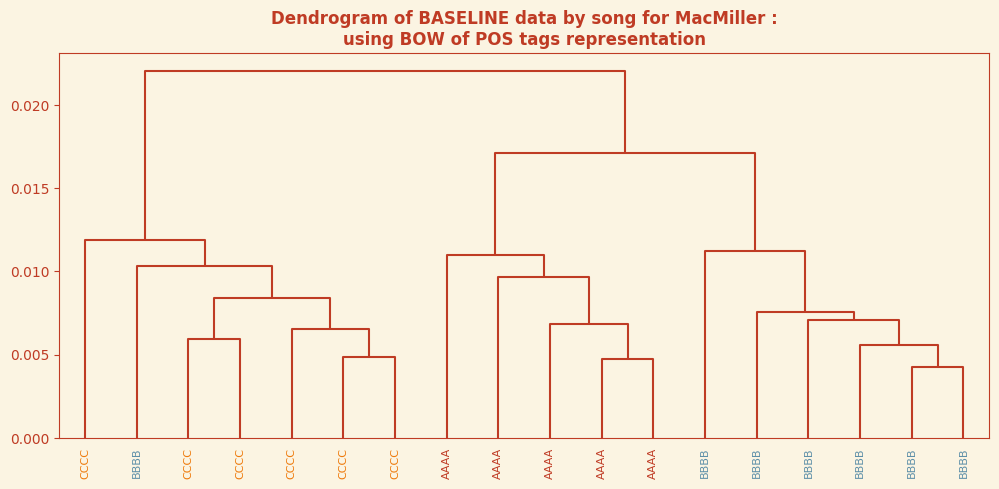 Dendrogram of BASELINE data by song for MacMiller :
using BOW of POS tags representation
0.020
0.015
0.010
0.005
0.000
CCCC
BBBB
CCCC
CCCC
CCCC
CCCC
CCCC
AAAA
AAAA
AAAA
AAAA
AAAA
BBBB
BBBB
BBBB
BBBB
BBBB
BBBB